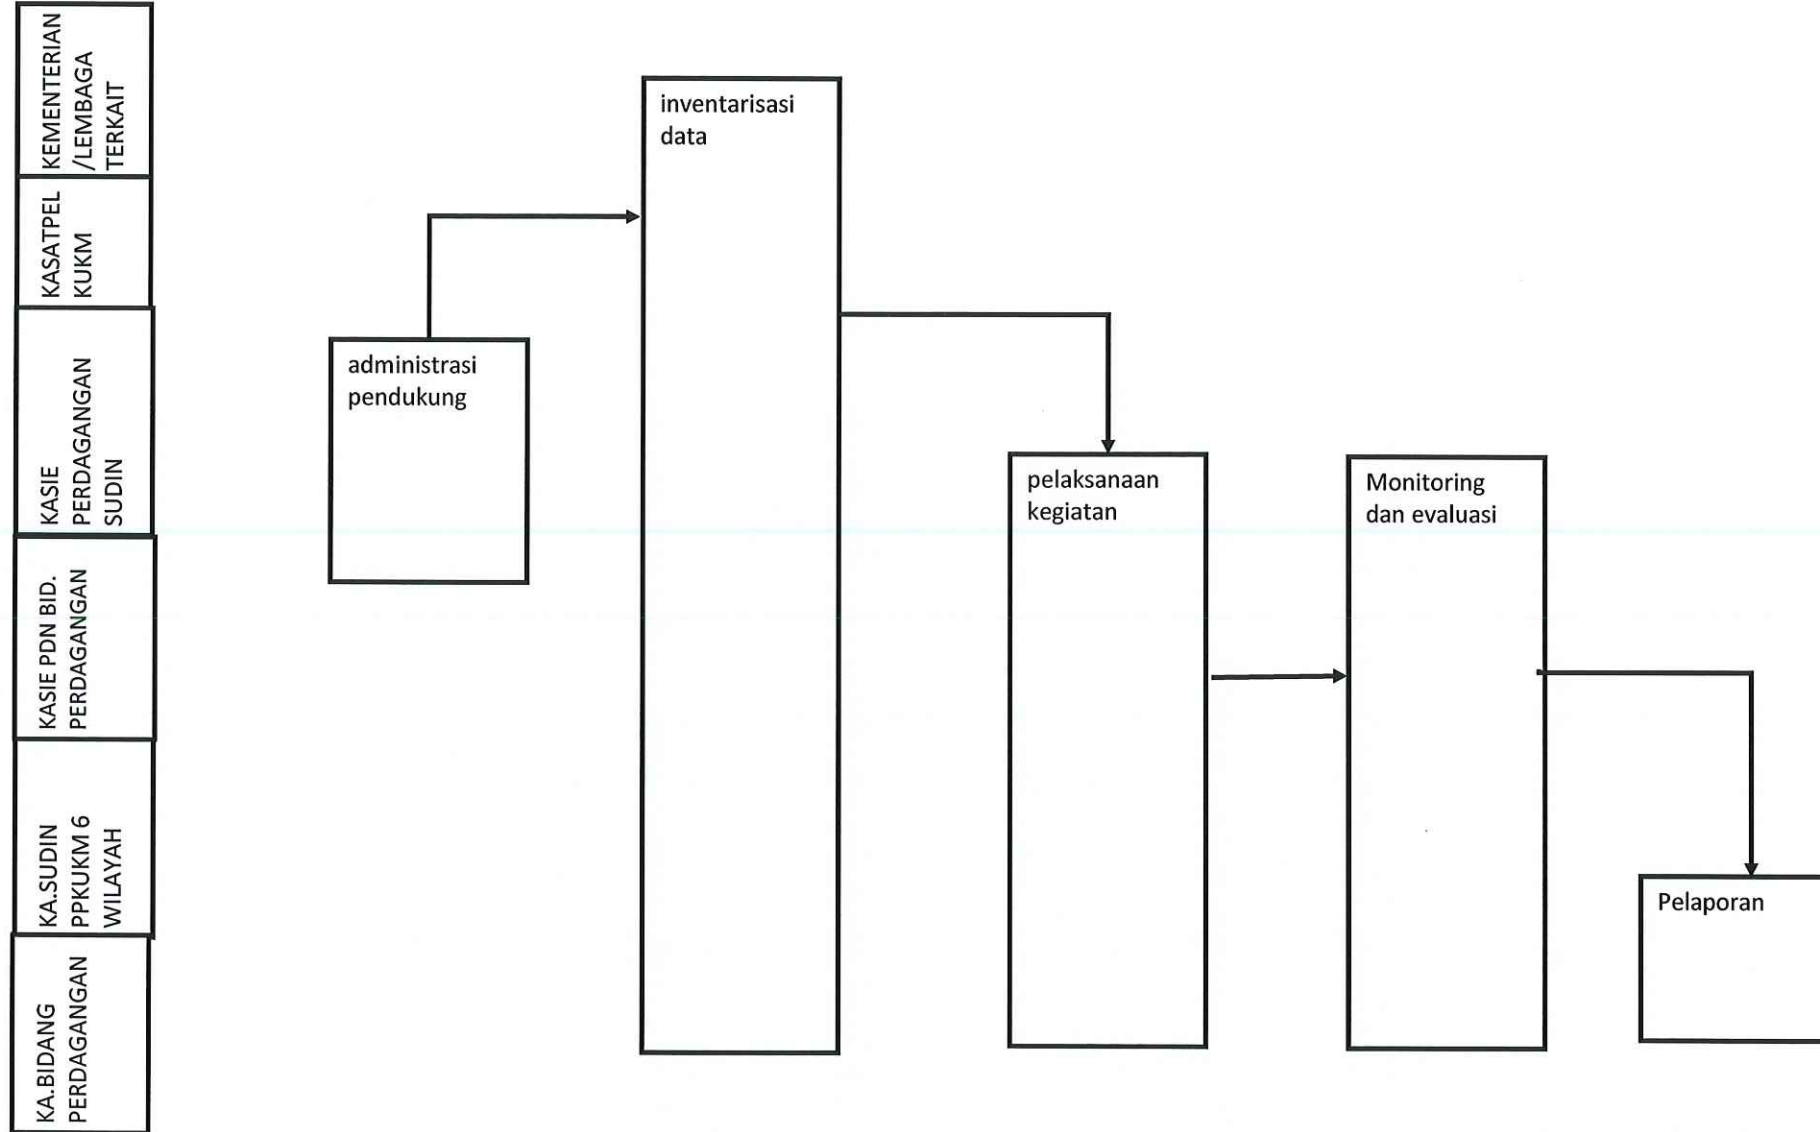 KEMENTERIAN
/LEMBAGA
TERKAIT
KASATPEL
KUKM
KASIE
PERDAGANGAN
SUDIN
KASIE PDN BID.
PERDAGANGAN
KA.SUDIN
PPKUKM 6
WILAYAH
KA.BIDANG
PERDAGANGAN
administrasi
pendukung
inventarisasi
data
pelaksanaan
kegiatan
Monitoring
dan evaluasi
Pelaporan